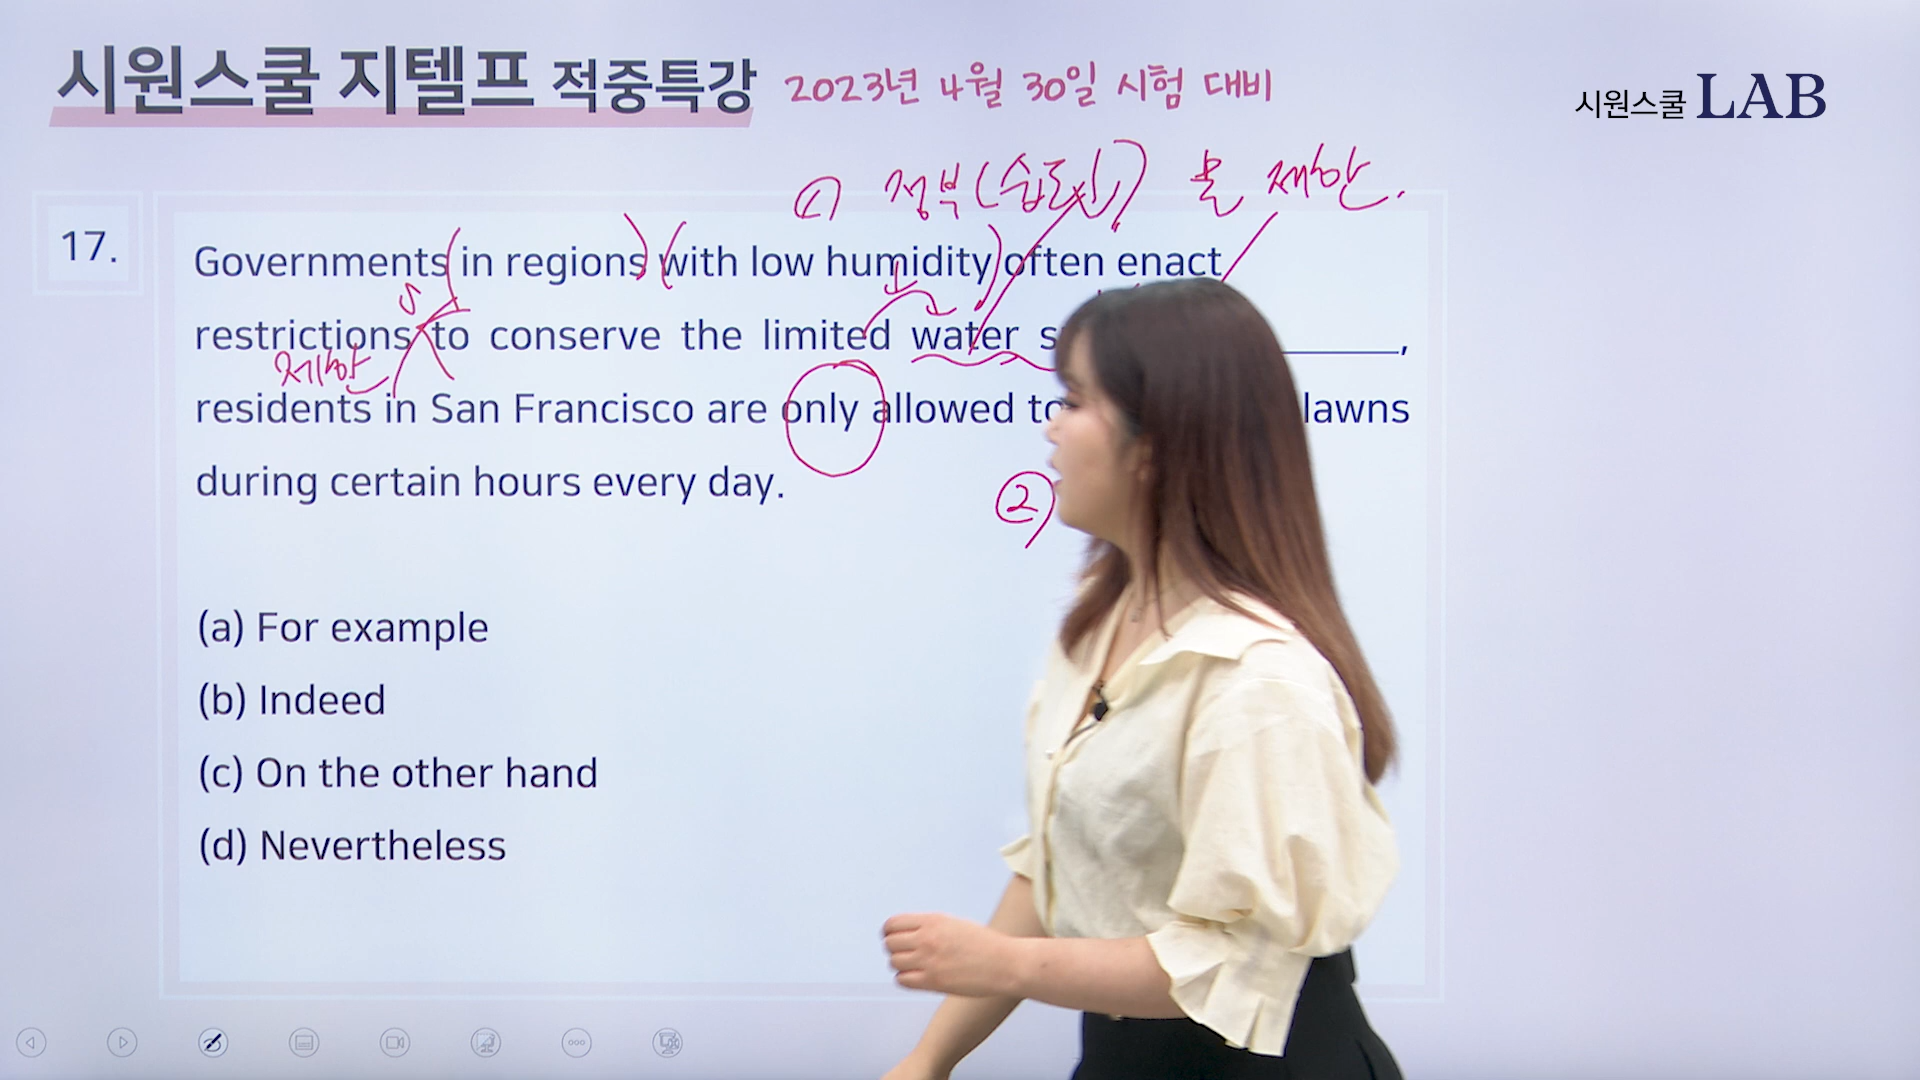 시원스쿨 지텔프 적중특강 2023년 4월 30일 시험 대비
시원스쿨 LAB
① 정부(습도↓) 물 제한.
17.
Governments in regions with low humidity often enact
restrictions to conserve the limited water
residents in San Francisco are only allowed to lawns
during certain hours every day.
제한
②
(a) For example
(b) Indeed
(c) On the other hand
(d) Nevertheless